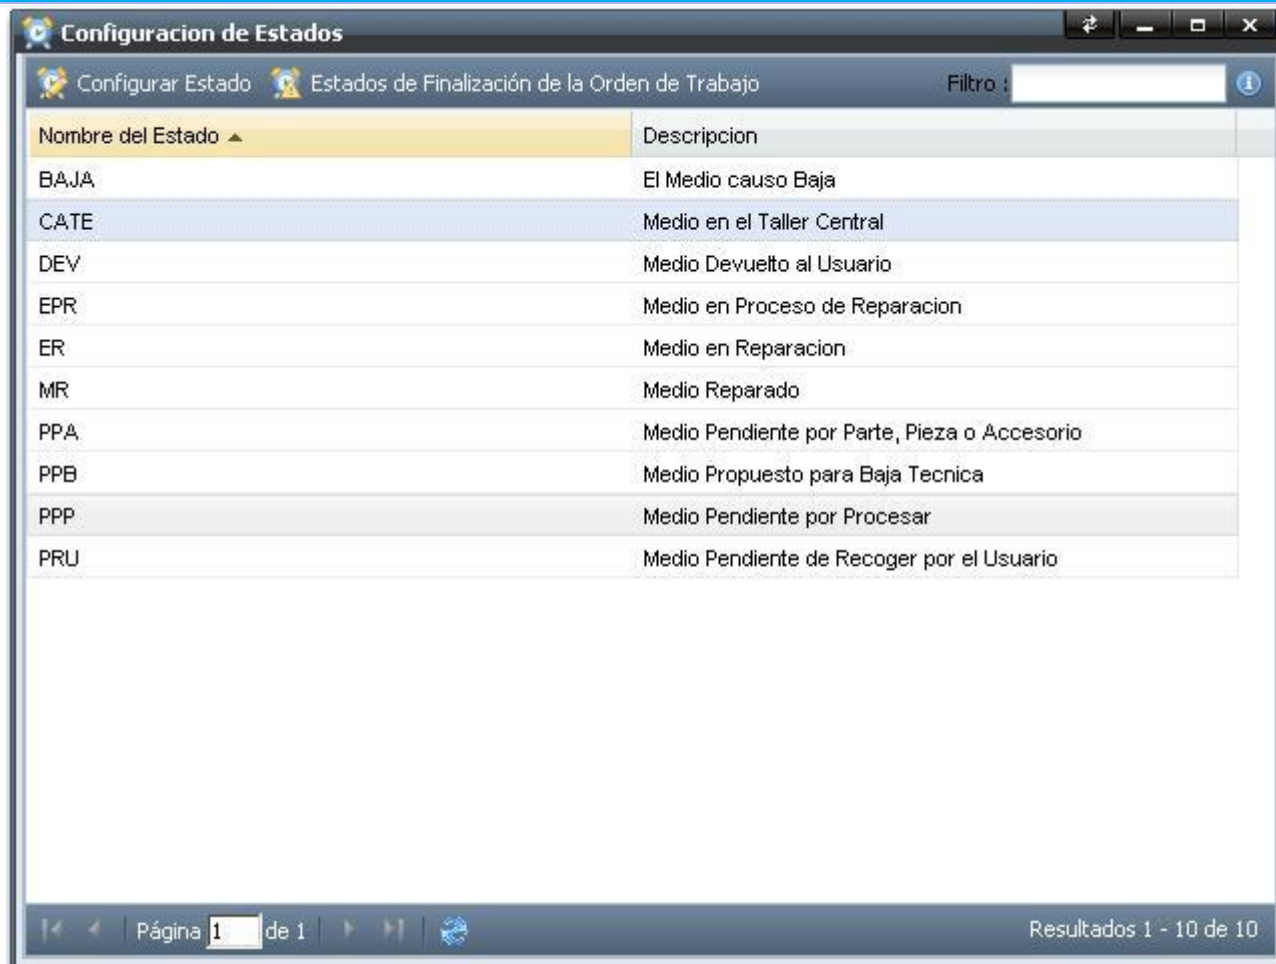 Configuracion de Estados
Configurar Estado Estados de Finalización de la Orden de Trabajo Filtro :
Nombre del Estado Descripcion
BAJA El Medio causo Baja
CATE Medio en el Taller Central
DEV Medio Devuelto al Usuario
EPR Medio en Proceso de Reparacion
ER Medio en Reparacion
MR Medio Reparado
PPA Medio Pendiente por Parte, Pieza o Accesorio
PPB Medio Propuesto para Baja Tecnica
PPP Medio Pendiente por Procesar
PRU Medio Pendiente de Recoger por el Usuario
Página 1 de 1 Resultados 1 - 10 de 10